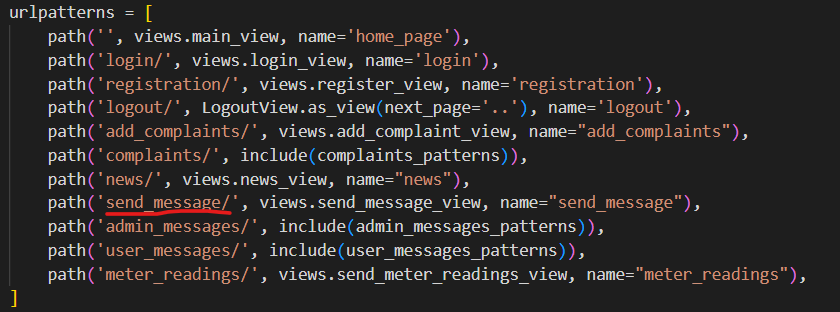 urlpatterns = [
    path('', views.main_view, name='home_page'),
    path('login/', views.login_view, name='login'),
    path('registration/', views.register_view, name='registration'),
    path('logout/', LogoutView.as_view(next_page='..'), name='logout'),
    path('add_complaints/', views.add_complaint_view, name="add_complaints"),
    path('complaints/', include(complaints_patterns)),
    path('news/', views.news_view, name="news"),
    path('send_message/', views.send_message_view, name="send_message"),
    path('admin_messages/', include(admin_messages_patterns)),
    path('user_messages/', include(user_messages_patterns)),
    path('meter_readings/', views.send_meter_readings_view, name="meter_readings"),
]